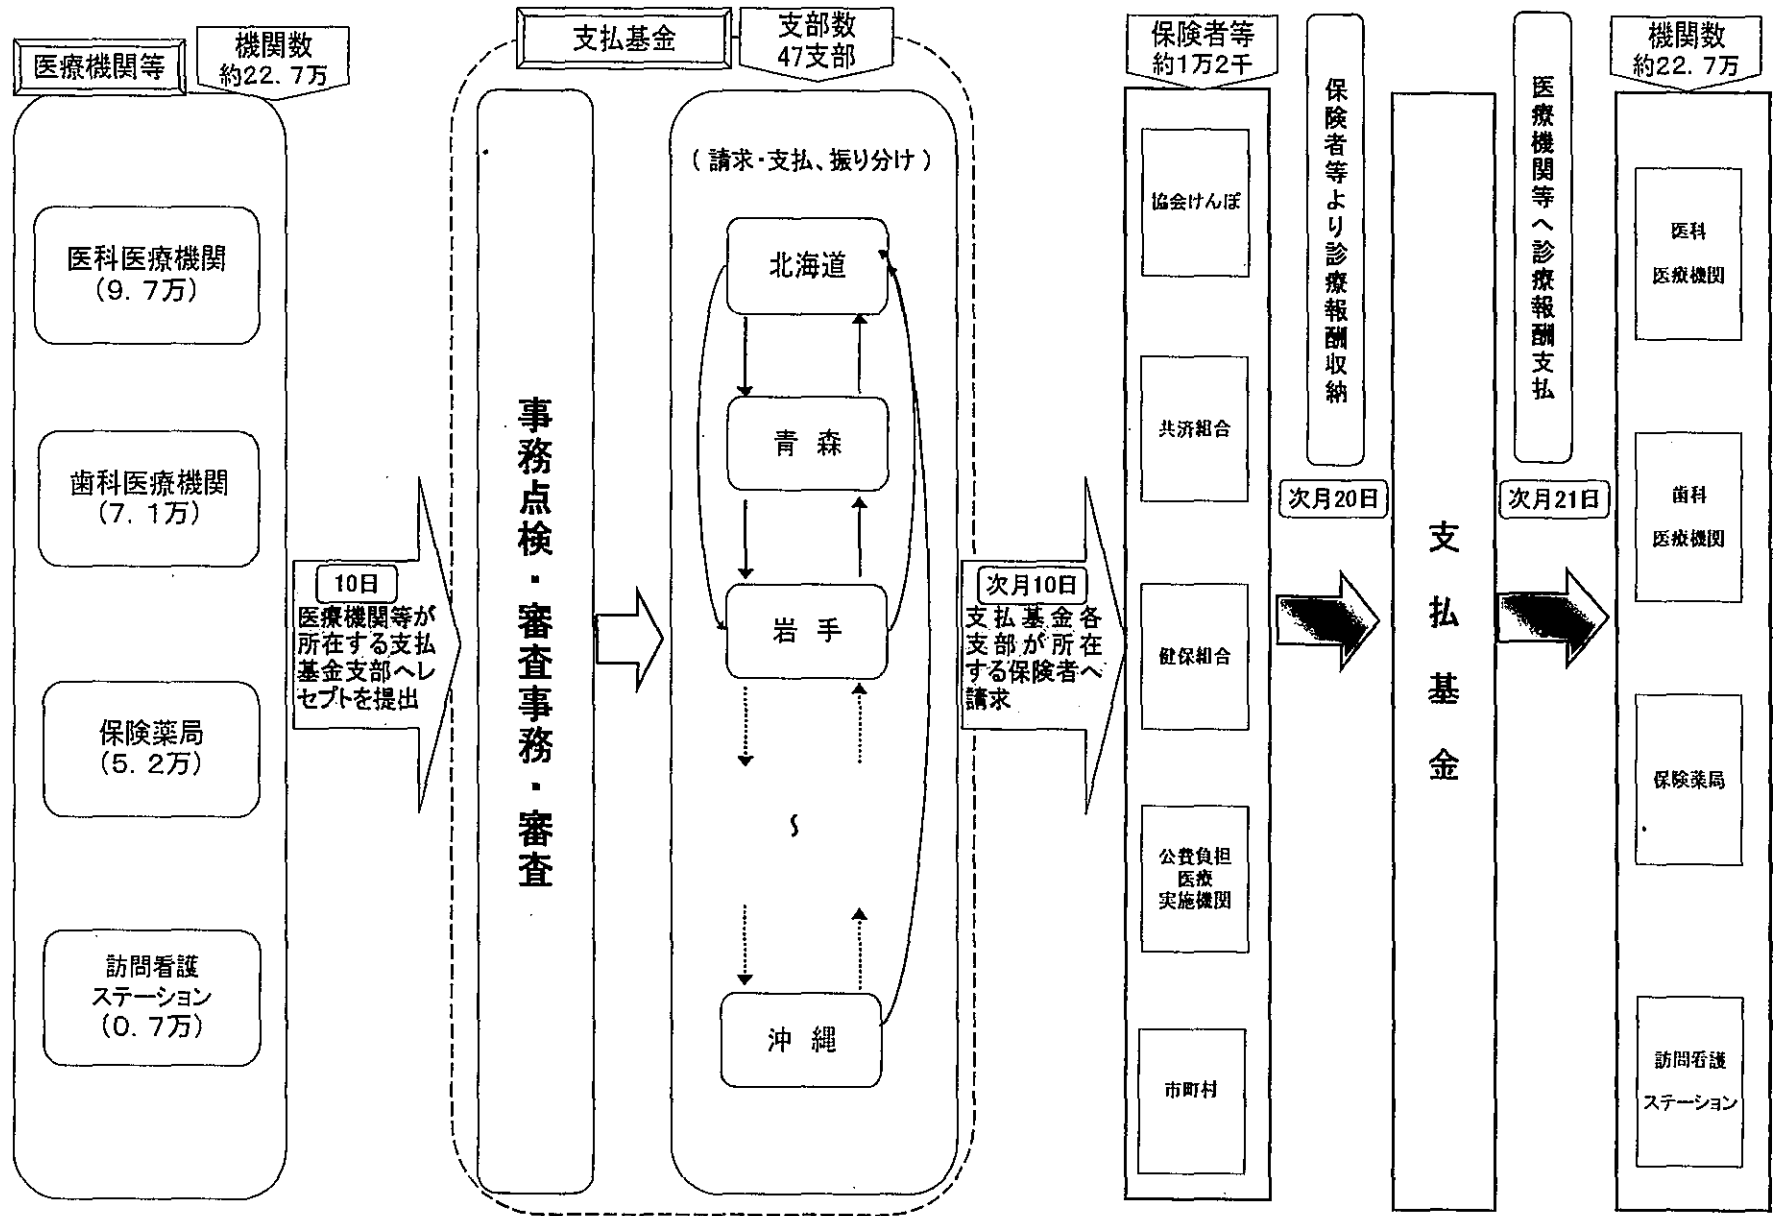 医療機関等
機関数
約22.7万
医科医療機関
(9.7万)
歯科医療機関
(7.1万)
保険薬局
(5.2万)
訪問看護
ステーション
(0.7万)
10日
医療機関等が
所在する支払
基金支部へレ
セプトを提出
支払基金
支部数
47支部
事務点検・審査事務・審査
(請求・支払、振り分け)
北海道
青森
岩手
〜
沖縄
次月10日
支払基金各
支部が所在
する保険者へ
請求
保険者等
約1万2千
協会けんぽ
共済組合
健保組合
公費負担
医療
実施機関
市町村
保険者等より診療報酬収納
次月20日
支払基金
医療機関等へ診療報酬支払
次月21日
機関数
約22.7万
医科
医療機関
歯科
医療機関
保険薬局
訪問看護
ステーション